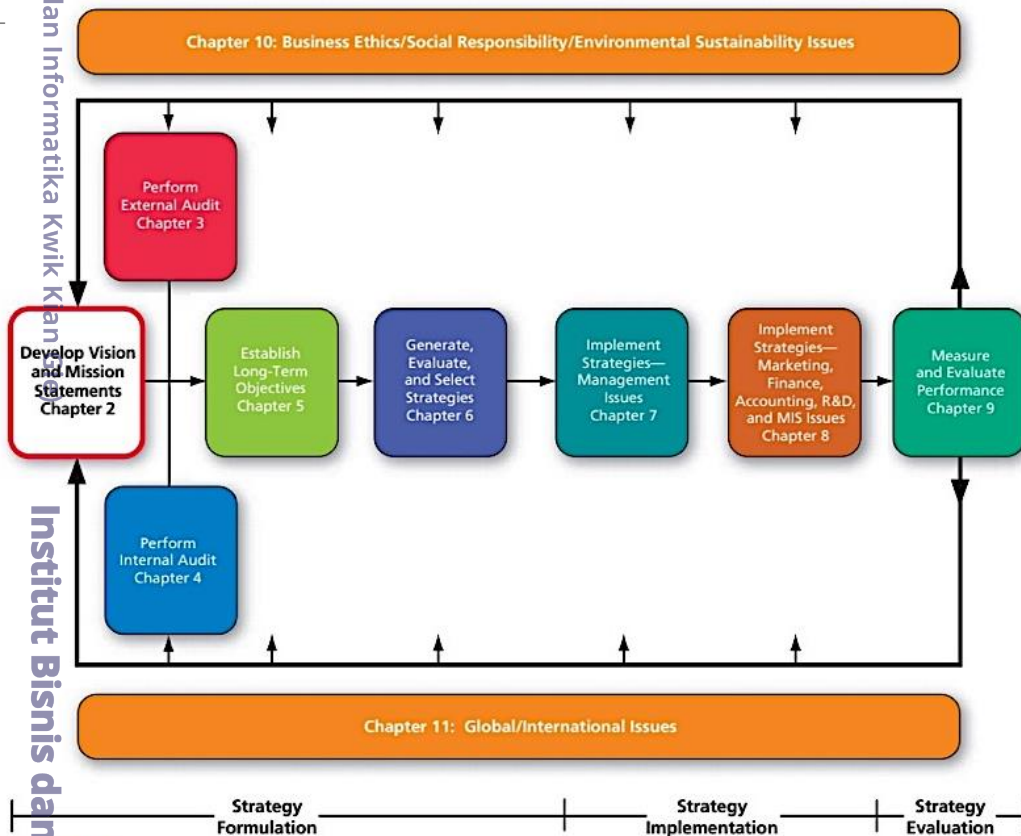 Chapter 10: Business Ethics/Social Responsibility/Environmental Sustainability Issues
Perform
External Audit
Chapter 3
Develop Vision
and Mission
Statements
Chapter 2
Establish
Long-Term
Objectives
Chapter 5
Generate,
Evaluate,
and Select
Strategies
Chapter 6
Implement
Strategies—
Management
Issues
Chapter 7
Implement
Strategies—
Marketing,
Finance,
Accounting, R&D,
and MIS Issues
Chapter 8
Measure
and Evaluate
Performance
Chapter 9
Perform
Internal Audit
Chapter 4
Chapter 11: Global/International Issues
Strategy
Formulation
Strategy
Implementation
Strategy
Evaluation
dan Informatika Kwik Kian Gie)
Institut Bisnis dan